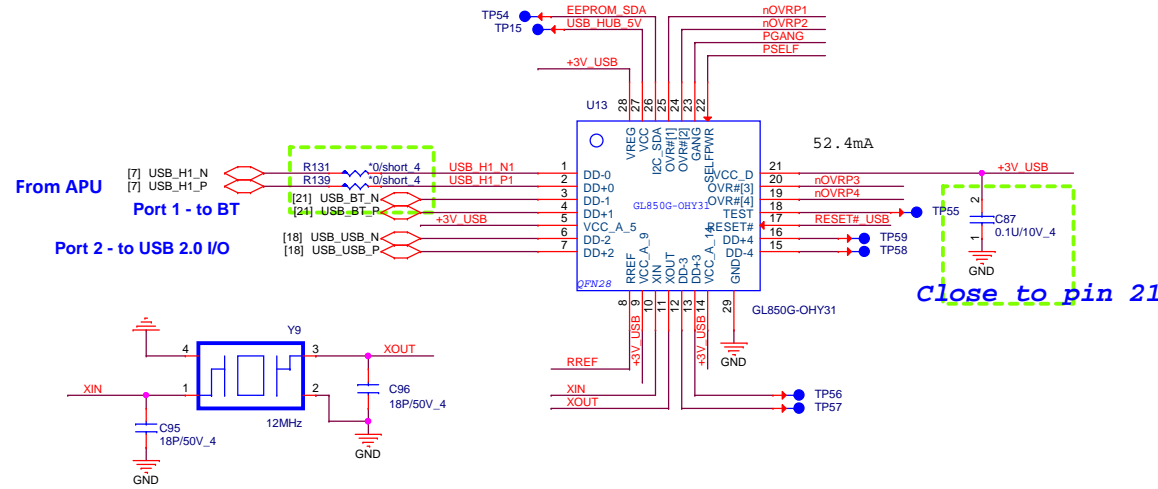 TP54 EEPROM_SDA nOVRP1
TP15 USB_HUB_5V nOVRP2
PGANG
PSELF
+3V_USB
28 27 26 25 24 23 22
U13
VREG VCC I2C_SDA OVR#[1] OVR#[2] GANG SELFPWR
52.4mA
[7] USB_H1_N R131 *0/short_4 USB_H1_N1 1 DD-0 VCC_D 21 +3V_USB
From APU [7] USB_H1_P R139 *0/short_4 USB_H1_P1 2 DD+0 OVR#[3] 20 nOVRP3
Port 1 - to BT [21] USB_BT_N 3 DD-1 OVR#[4] 19 nOVRP4
[21] USB_BT_P 4 DD+1 GL850G-OHY31 TEST 18 TP55
+3V_USB 5 VCC_A_5 RESET# 17 RESET#_USB
Port 2 - to USB 2.0 I/O [18] USB_USB_N 6 DD-2 DD+4 16 TP59
[18] USB_USB_P 7 DD+2 DD-4 15 TP58
2 C87
1 0.1U/10V_4
GND
Close to pin 21
RREF VCC_A_9 XIN XOUT DD-3 DD+3 VCC_A_14 GND
QFN28
8 9 10 11 12 13 14 29
GL850G-OHY31
+3V_USB +3V_USB
GND
RREF
XIN TP56
XOUT TP57
Y9
4 3 XOUT
XIN 1 2
C96
18P/50V_4
12MHz
C95
18P/50V_4
GND
GND